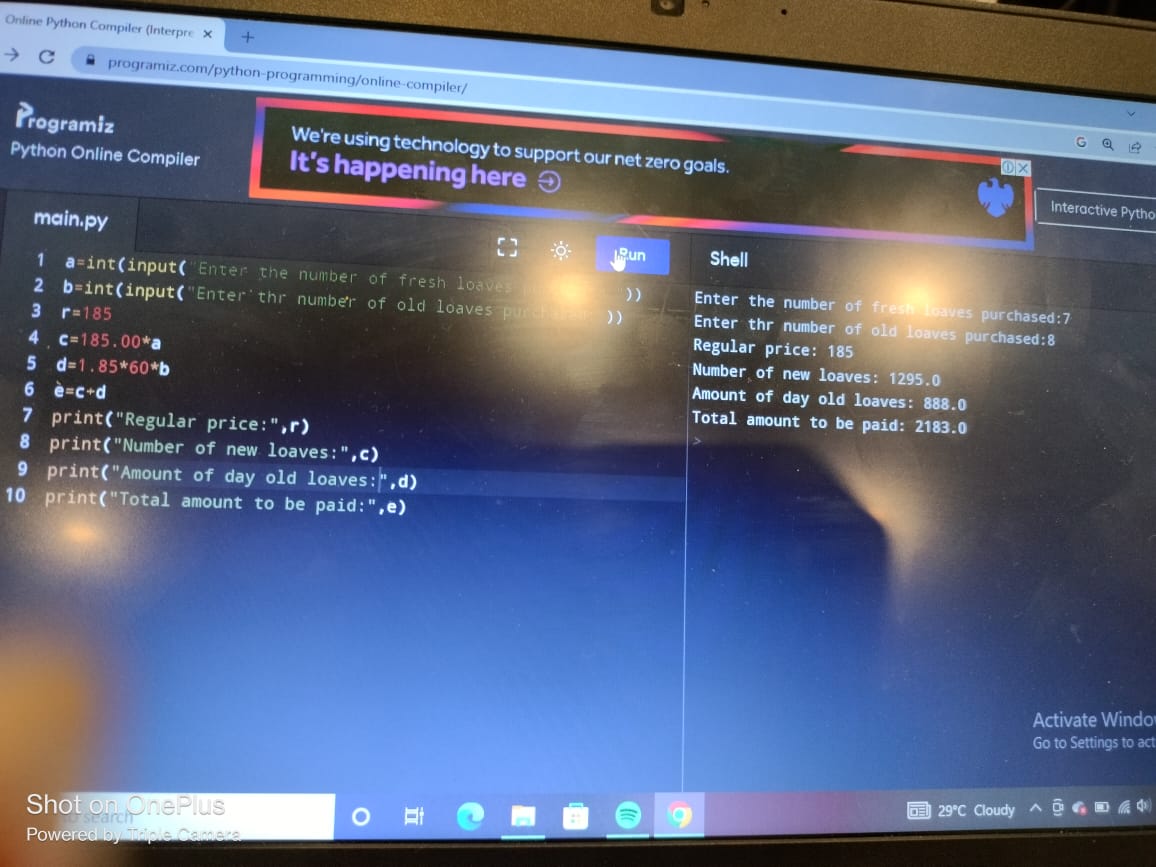 Online Python Compiler (Interpre
programiz.com/python-programming/online-compiler/
Programiz
Python Online Compiler
We're using technology to support our net zero goals.
It's happening here
Interactive Pytho
main.py
Run
Shell
1 a=int(input("Enter the number of fresh loaves ))
2 b=int(input("Enter thr number of old loaves ))
3 r=185
4 c=185.00*a
5 d=1.85*60*b
6 e=c+d
7 print("Regular price:",r)
8 print("Number of new loaves:",c)
9 print("Amount of day old loaves:",d)
10 print("Total amount to be paid:",e)
Enter the number of fresh loaves purchased:7
Enter thr number of old loaves purchased:8
Regular price: 185
Number of new loaves: 1295.0
Amount of day old loaves: 888.0
Total amount to be paid: 2183.0
>
Activate Windo
Go to Settings to act
Shot on OnePlus
Powered by Triple Camera
search
29°C Cloudy